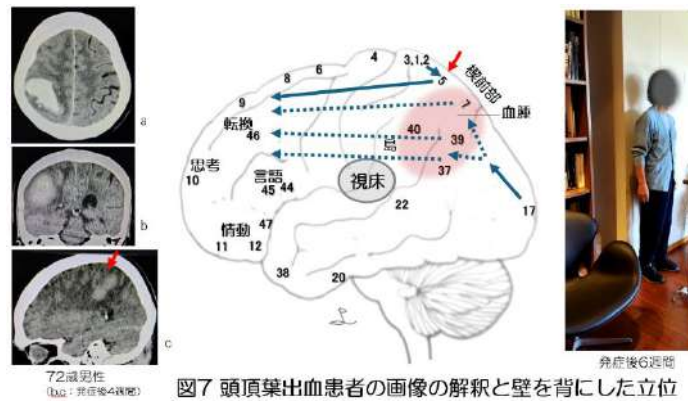 a
b
c
72歳男性
(b,c：発症後4週間)
4
3,1,2
6
8
5
楔前部
9
7
血腫
転換
46
40
39
思考
10
言語
45 44
37
視床
22
17
情動
47
11
12
38
20
発症後6週間
図7 頭頂葉出血患者の画像の解釈と壁を背にした立位